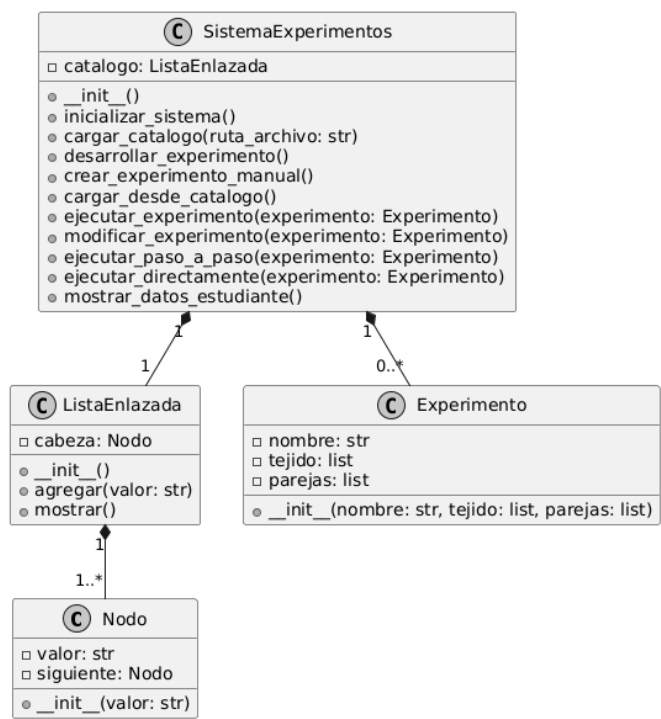 C SistemaExperimentos
catalogo: ListaEnlazada
__init__()
inicializar_sistema()
cargar_catalogo(ruta_archivo: str)
desarrollar_experimento()
crear_experimento_manual()
cargar_desde_catalogo()
ejecutar_experimento(experimento: Experimento)
modificar_experimento(experimento: Experimento)
ejecutar_paso_a_paso(experimento: Experimento)
ejecutar_directamente(experimento: Experimento)
mostrar_datos_estudiante()
1
1
1
0..*
C ListaEnlazada
cabeza: Nodo
__init__()
agregar(valor: str)
mostrar()
C Experimento
nombre: str
tejido: list
parejas: list
__init__(nombre: str, tejido: list, parejas: list)
1
1..*
C Nodo
valor: str
siguiente: Nodo
__init__(valor: str)